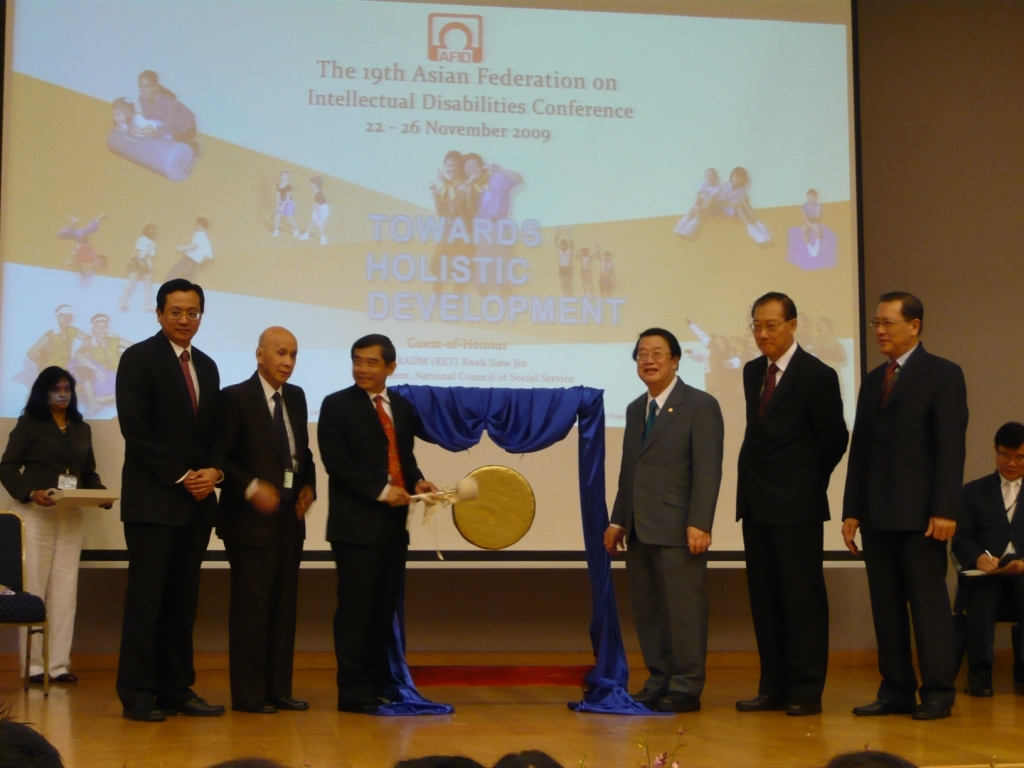 AFID
The 19th Asian Federation on
Intellectual Disabilities Conference
22 - 26 November 2009
TOWARDS
HOLISTIC
DEVELOPMENT
Guest-of-Honour
RADM (RET) Kwek Siew Jin
National Council of Social Service